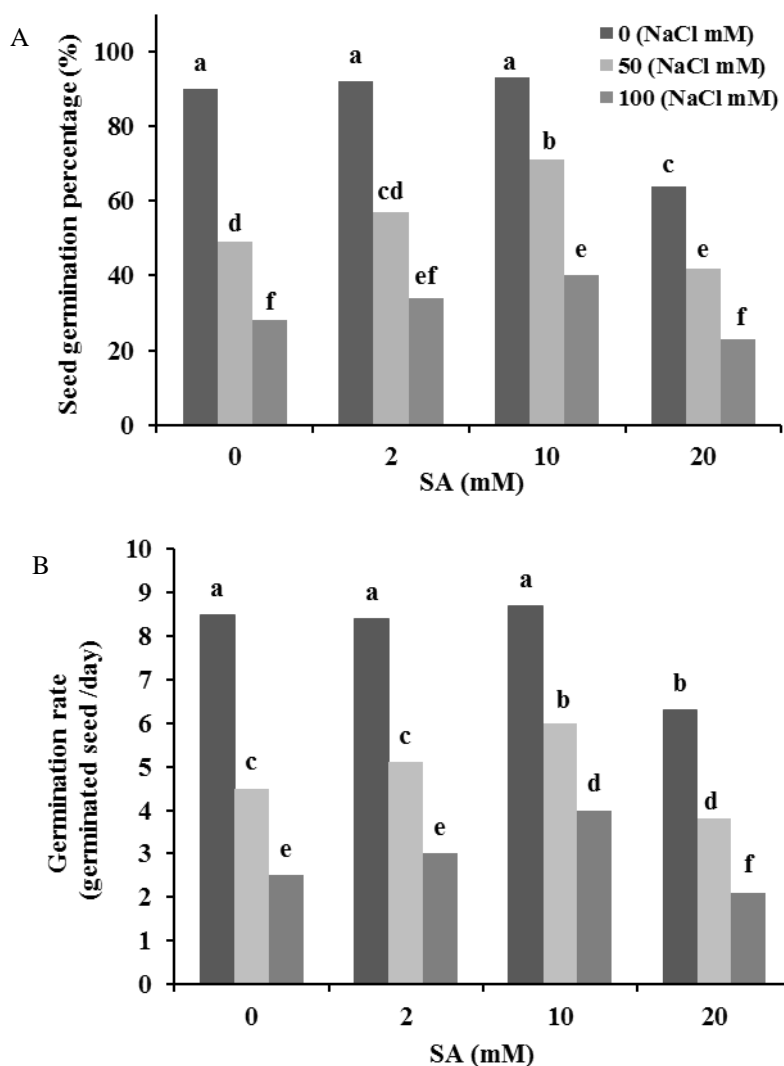 A
Seed germination percentage (%)
100
80
60
40
20
0
a
d
f
a
cd
ef
a
b
e
c
e
f
0 (NaCl mM)
50 (NaCl mM)
100 (NaCl mM)
0 2 10 20
SA (mM)
B
Germination rate
(germinated seed /day)
10
9
8
7
6
5
4
3
2
1
0
a
c
e
a
c
e
a
b
d
b
d
f
0 2 10 20
SA (mM)